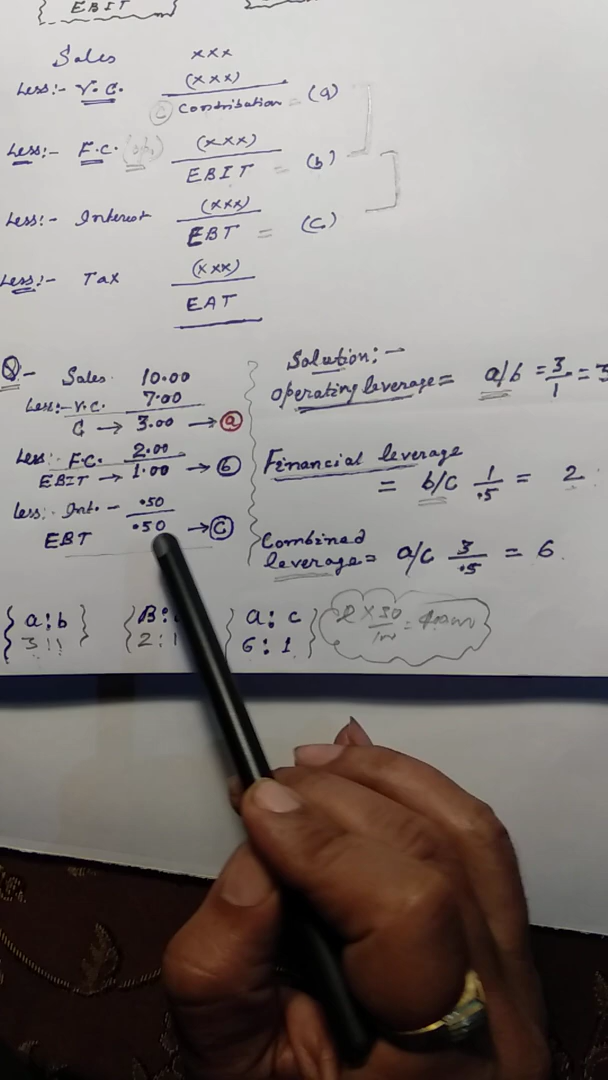 EBIT
Sales xxx
Less:- V.C. (xxx)
C Contribution = (a)
Less:- F.C. (xxx)
EBIT = (b)
Less:- Interest (xxx)
EBT = (c)
Less:- Tax (xxx)
EAT
Q- Sales 10.00
Less:- V.C. 7.00
C → 3.00 → a
Less: F.C. 2.00
EBIT → 1.00 → b
Less: Int. - .50
EBT .50 → C
Solution:-
Operating leverage = a/b = 3/1 = 3
Financial leverage
= b/c 1/.5 = 2
Combined
leverage = a/c 3/.5 = 6
a:b B: a:c
3:1 2:1 6:1